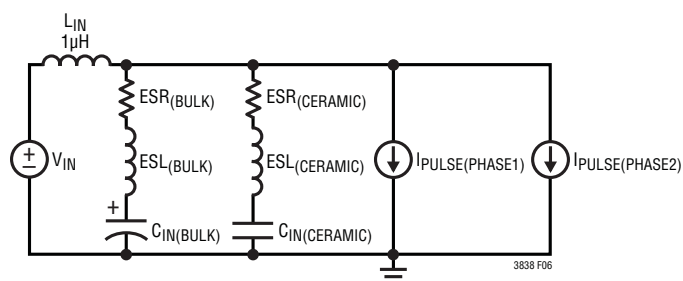 LIN
1µH
ESR(BULK)
ESR(CERAMIC)
+
−
VIN
ESL(BULK)
ESL(CERAMIC)
IPULSE(PHASE1)
IPULSE(PHASE2)
+
CIN(BULK)
CIN(CERAMIC)
3838 F06